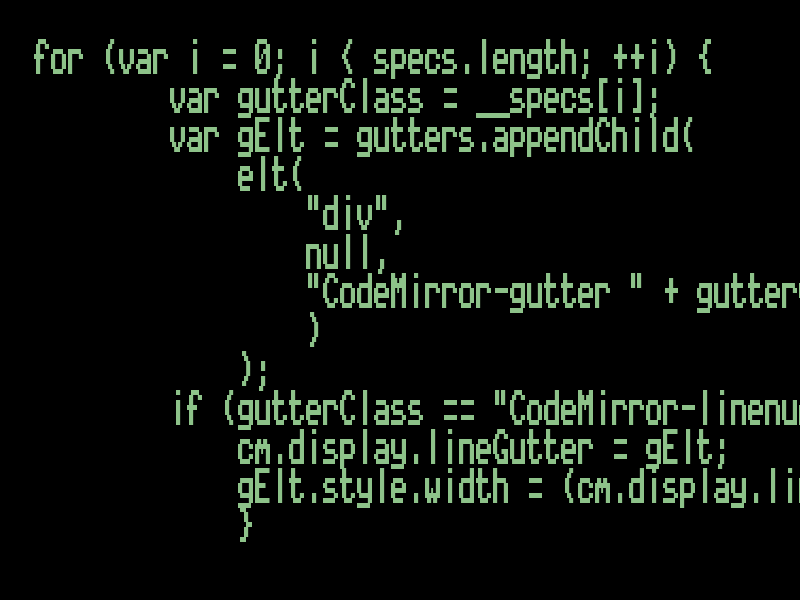 for (var i = 0; i < specs.length; ++i) {
var gutterClass = __specs[i];
var gElt = gutters.appendChild(
elt(
"div",
null,
"CodeMirror-gutter " + gutter
)
);
if (gutterClass == "CodeMirror-linenu
cm.display.lineGutter = gElt;
gElt.style.width = (cm.display.li
}